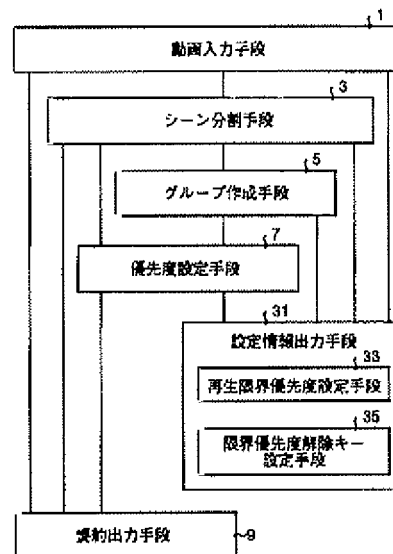 1
動画入力手段
3
シーン分割手段
5
グループ作成手段
7
優先度設定手段
31
設定情報出力手段
33
再生限界優先度設定手段
35
限界優先度解除キー
設定手段
要約出力手段
9